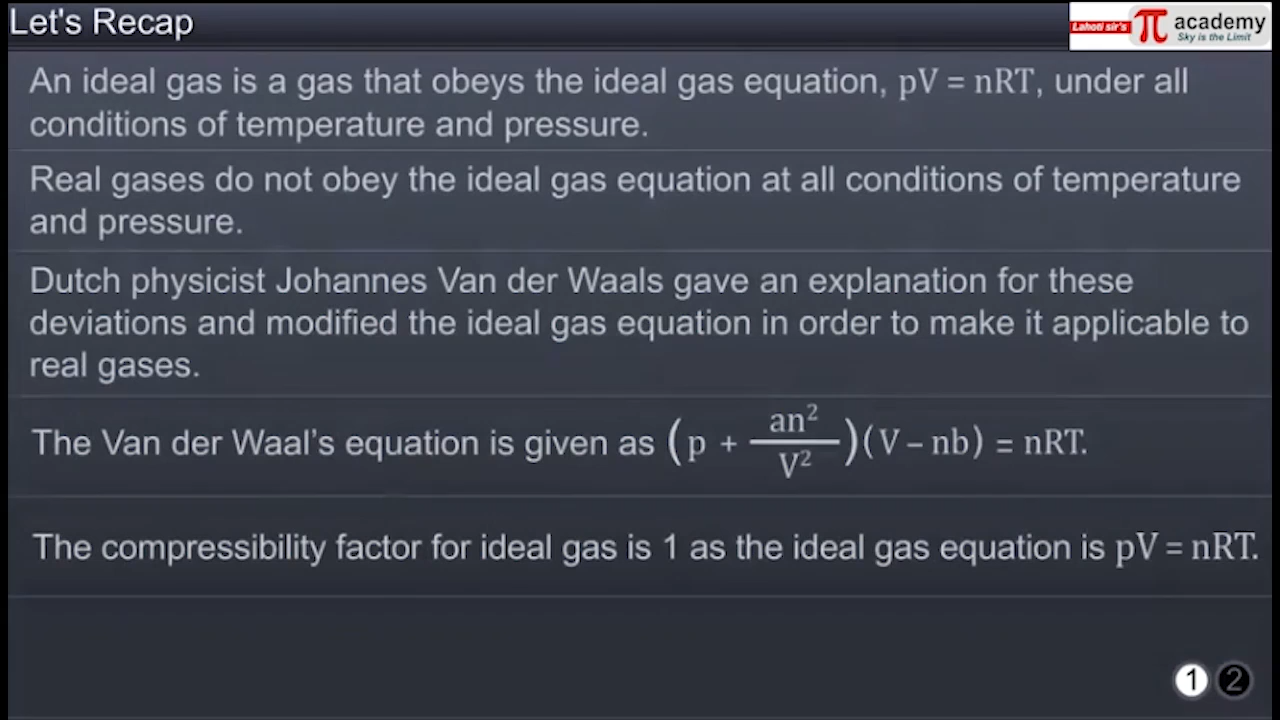 Let's Recap
Lahoti sir's π academy
Sky is the Limit
An ideal gas is a gas that obeys the ideal gas equation, pV = nRT, under all
conditions of temperature and pressure.
Real gases do not obey the ideal gas equation at all conditions of temperature
and pressure.
Dutch physicist Johannes Van der Waals gave an explanation for these
deviations and modified the ideal gas equation in order to make it applicable to
real gases.
The Van der Waal's equation is given as (p + an²/V²)(V – nb) = nRT.
The compressibility factor for ideal gas is 1 as the ideal gas equation is pV = nRT.
1 2